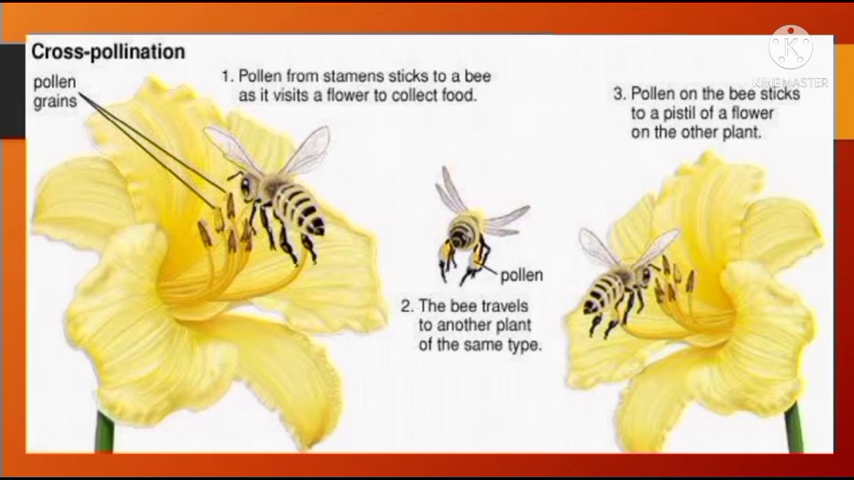 Cross-pollination
pollen
grains
1. Pollen from stamens sticks to a bee
as it visits a flower to collect food.
pollen
2. The bee travels
to another plant
of the same type.
3. Pollen on the bee sticks
to a pistil of a flower
on the other plant.
K
KINEMASTER